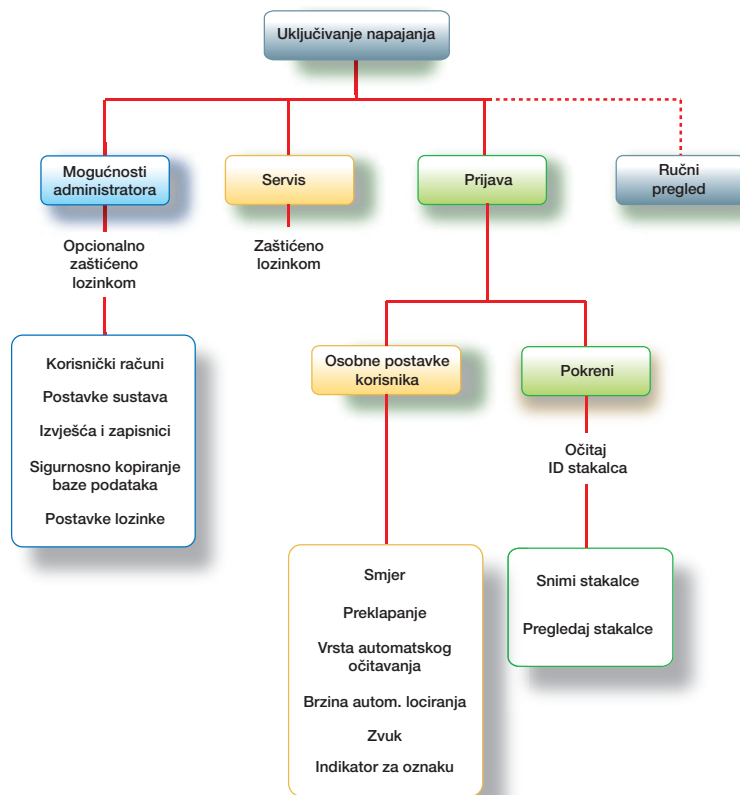 Uključivanje napajanja
Mogućnosti
administratora
Servis
Prijava
Ručni
pregled
Opcionalno
zaštićeno
lozinkom
Zaštićeno
lozinkom
Korisnički računi
Postavke sustava
Izvješća i zapisnici
Sigurnosno kopiranje
baze podataka
Postavke lozinke
Osobne postavke
korisnika
Pokreni
Očitaj
ID stakalca
Smjer
Preklapanje
Vrsta automatskog
očitavanja
Brzina autom. lociranja
Zvuk
Indikator za oznaku
Snimi stakalce
Pregledaj stakalce